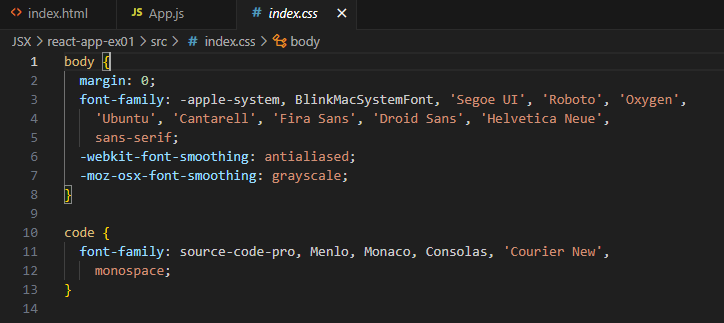 index.html App.js index.css
JSX > react-app-ex01 > src > # index.css > body
1 body {
2 margin: 0;
3 font-family: -apple-system, BlinkMacSystemFont, 'Segoe UI', 'Roboto', 'Oxygen',
4 'Ubuntu', 'Cantarell', 'Fira Sans', 'Droid Sans', 'Helvetica Neue',
5 sans-serif;
6 -webkit-font-smoothing: antialiased;
7 -moz-osx-font-smoothing: grayscale;
8 }
9
10 code {
11 font-family: source-code-pro, Menlo, Monaco, Consolas, 'Courier New',
12 monospace;
13 }
14